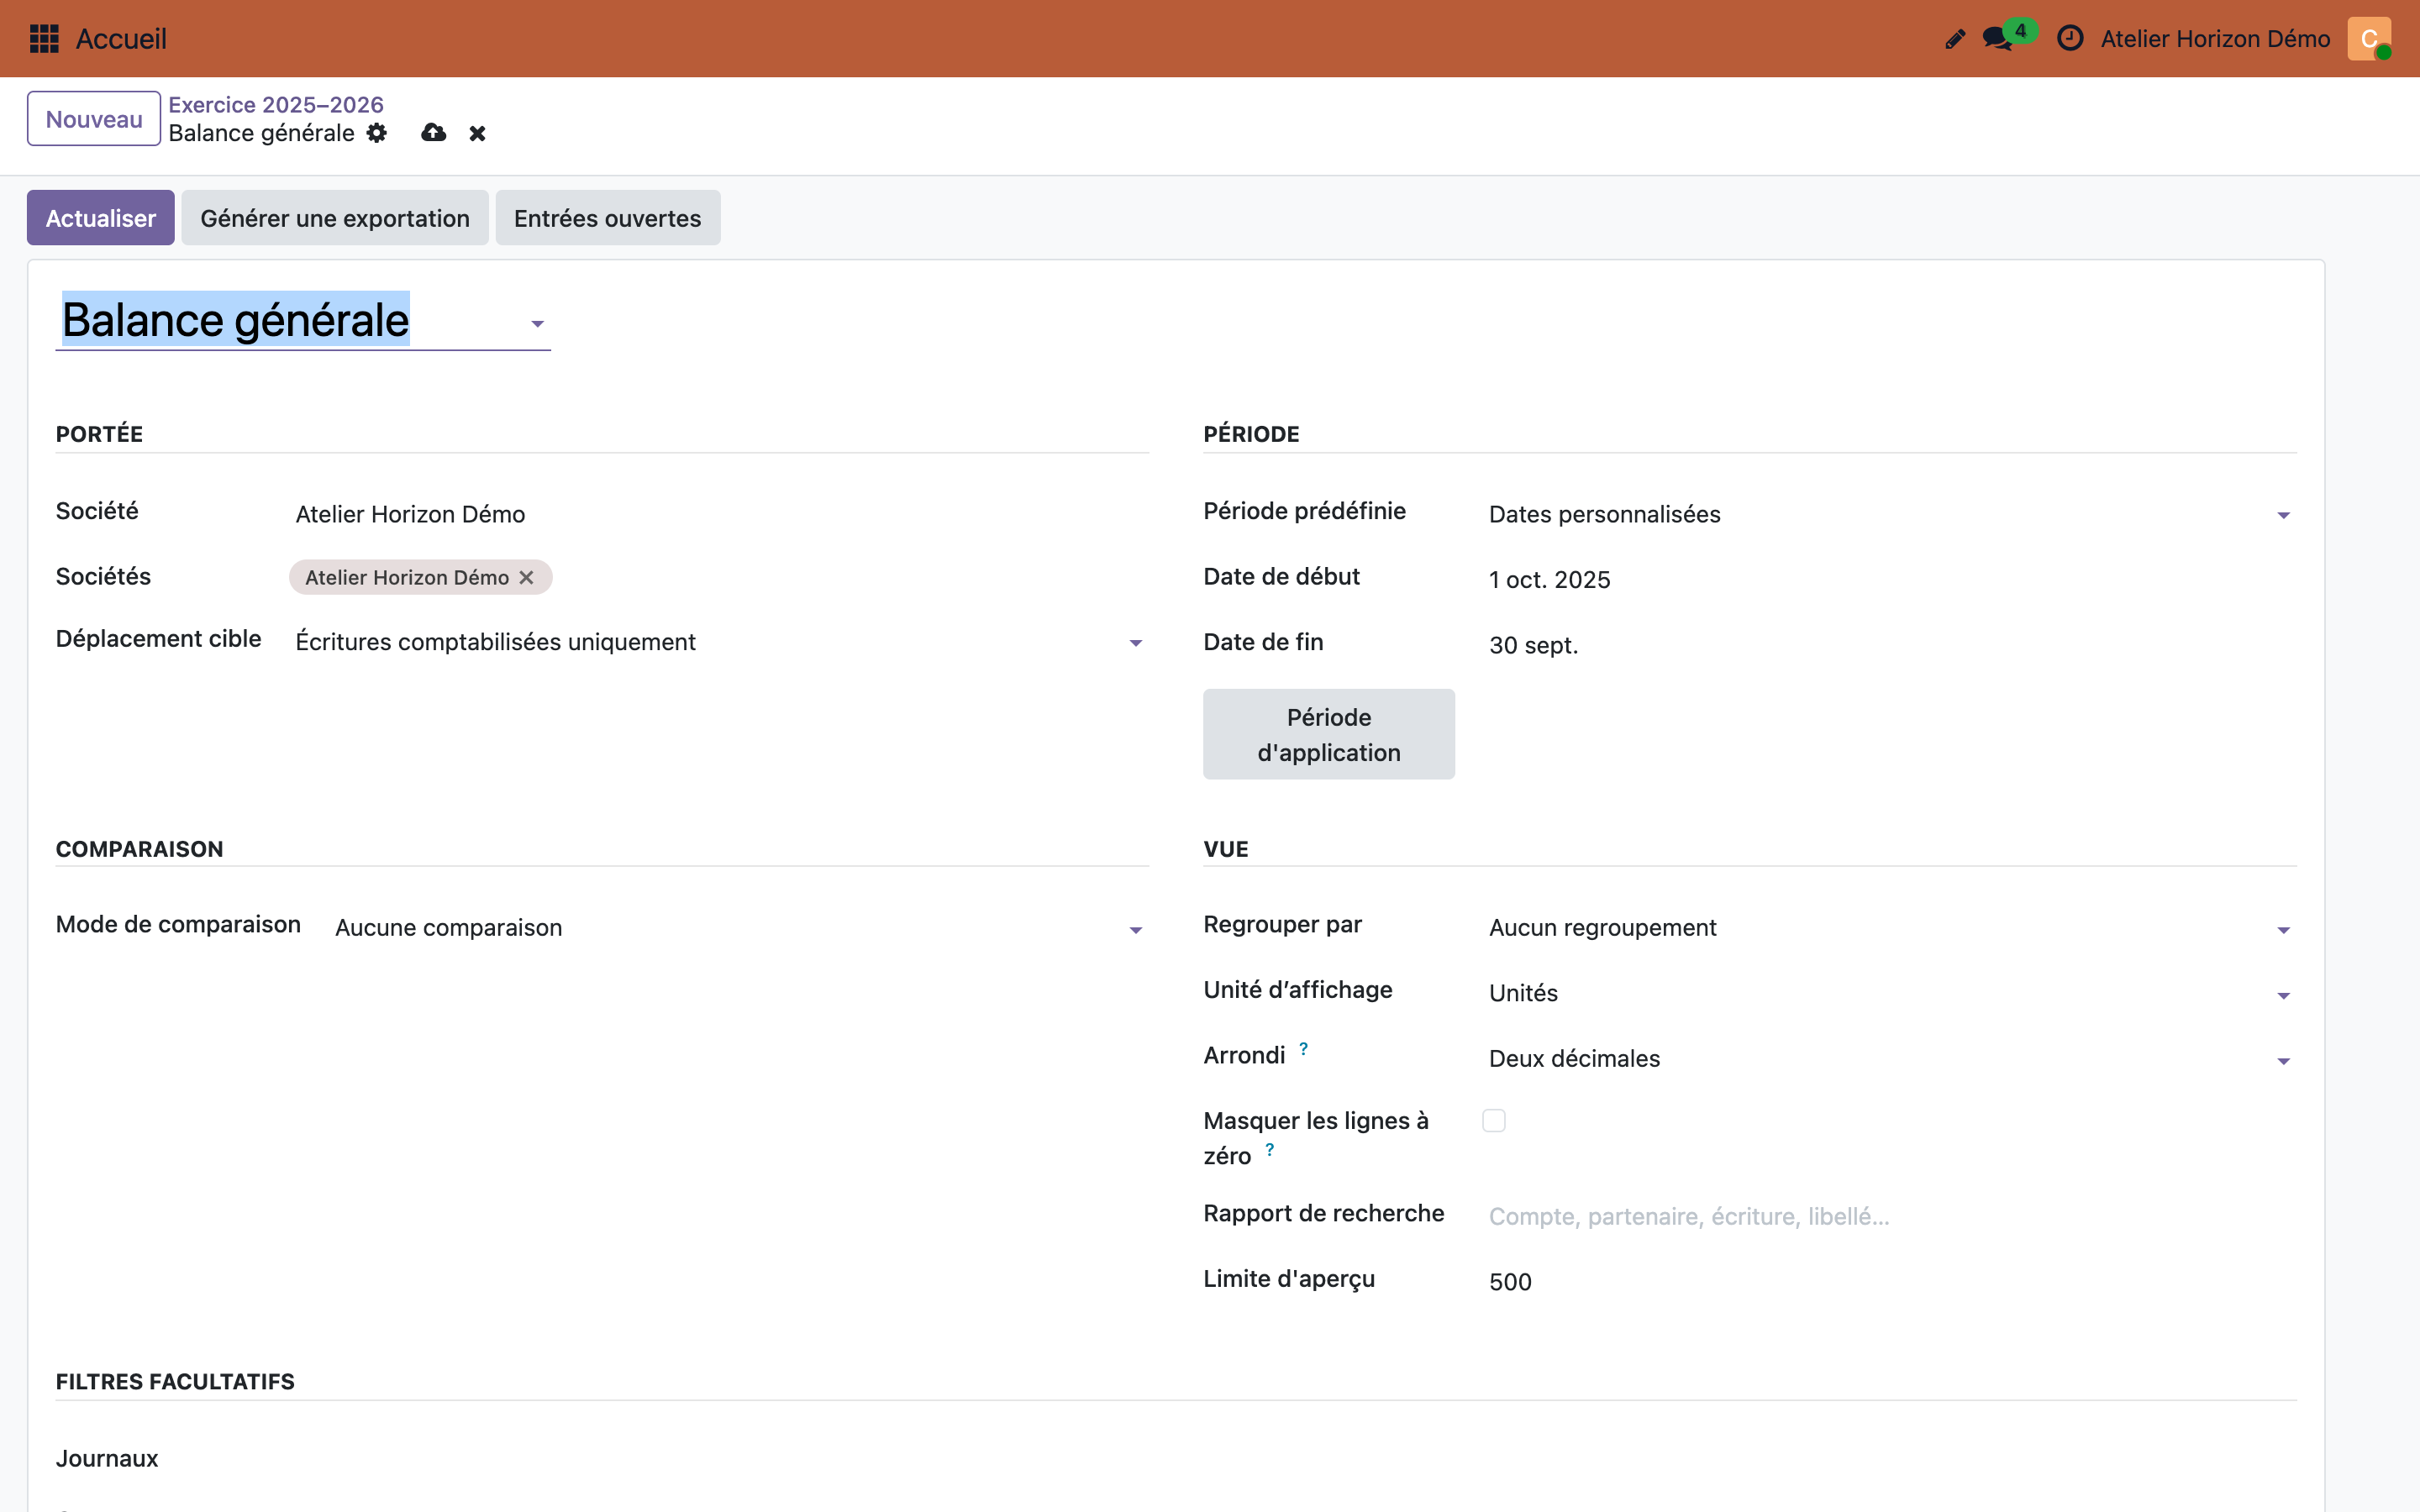 Accueil
4
Atelier Horizon Démo
C
Nouveau
Exercice 2025–2026
Balance générale
Actualiser
Générer une exportation
Entrées ouvertes
Balance générale
PORTÉE
Société
Atelier Horizon Démo
Sociétés
Atelier Horizon Démo
Déplacement cible
Écritures comptabilisées uniquement
PÉRIODE
Période prédéfinie
Dates personnalisées
Date de début
1 oct. 2025
Date de fin
30 sept.
Période
d'application
COMPARAISON
Mode de comparaison
Aucune comparaison
VUE
Regrouper par
Aucun regroupement
Unité d’affichage
Unités
Arrondi ?
Deux décimales
Masquer les lignes à
zéro ?
Rapport de recherche
Compte, partenaire, écriture, libellé...
Limite d'aperçu
500
FILTRES FACULTATIFS
Journaux